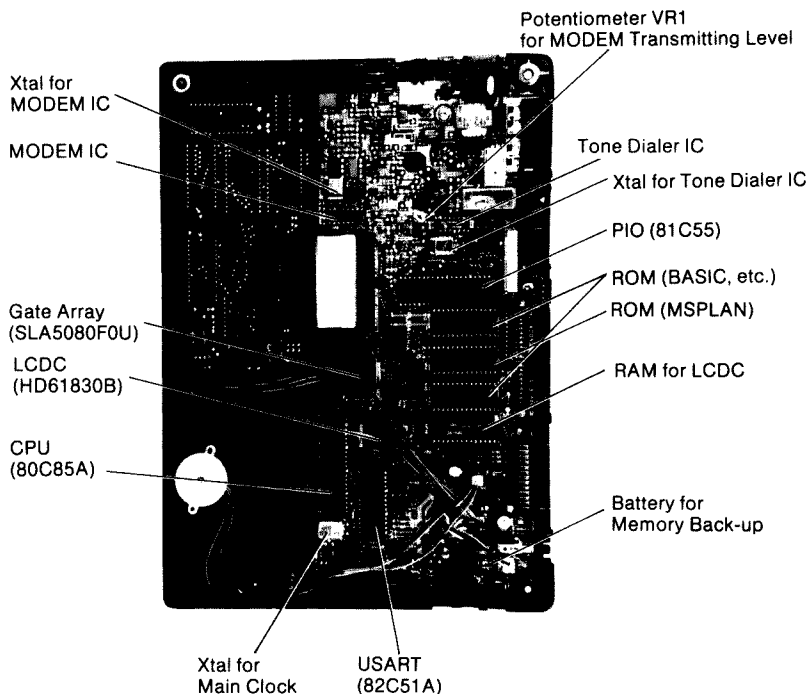 Potentiometer VR1
for MODEM Transmitting Level
Xtal for
MODEM IC
MODEM IC
Tone Dialer IC
Xtal for Tone Dialer IC
PIO (81C55)
ROM (BASIC, etc.)
ROM (MSPLAN)
Gate Array
(SLA5080F0U)
LCDC
(HD61830B)
RAM for LCDC
CPU
(80C85A)
Battery for
Memory Back-up
Xtal for
Main Clock
USART
(82C51A)